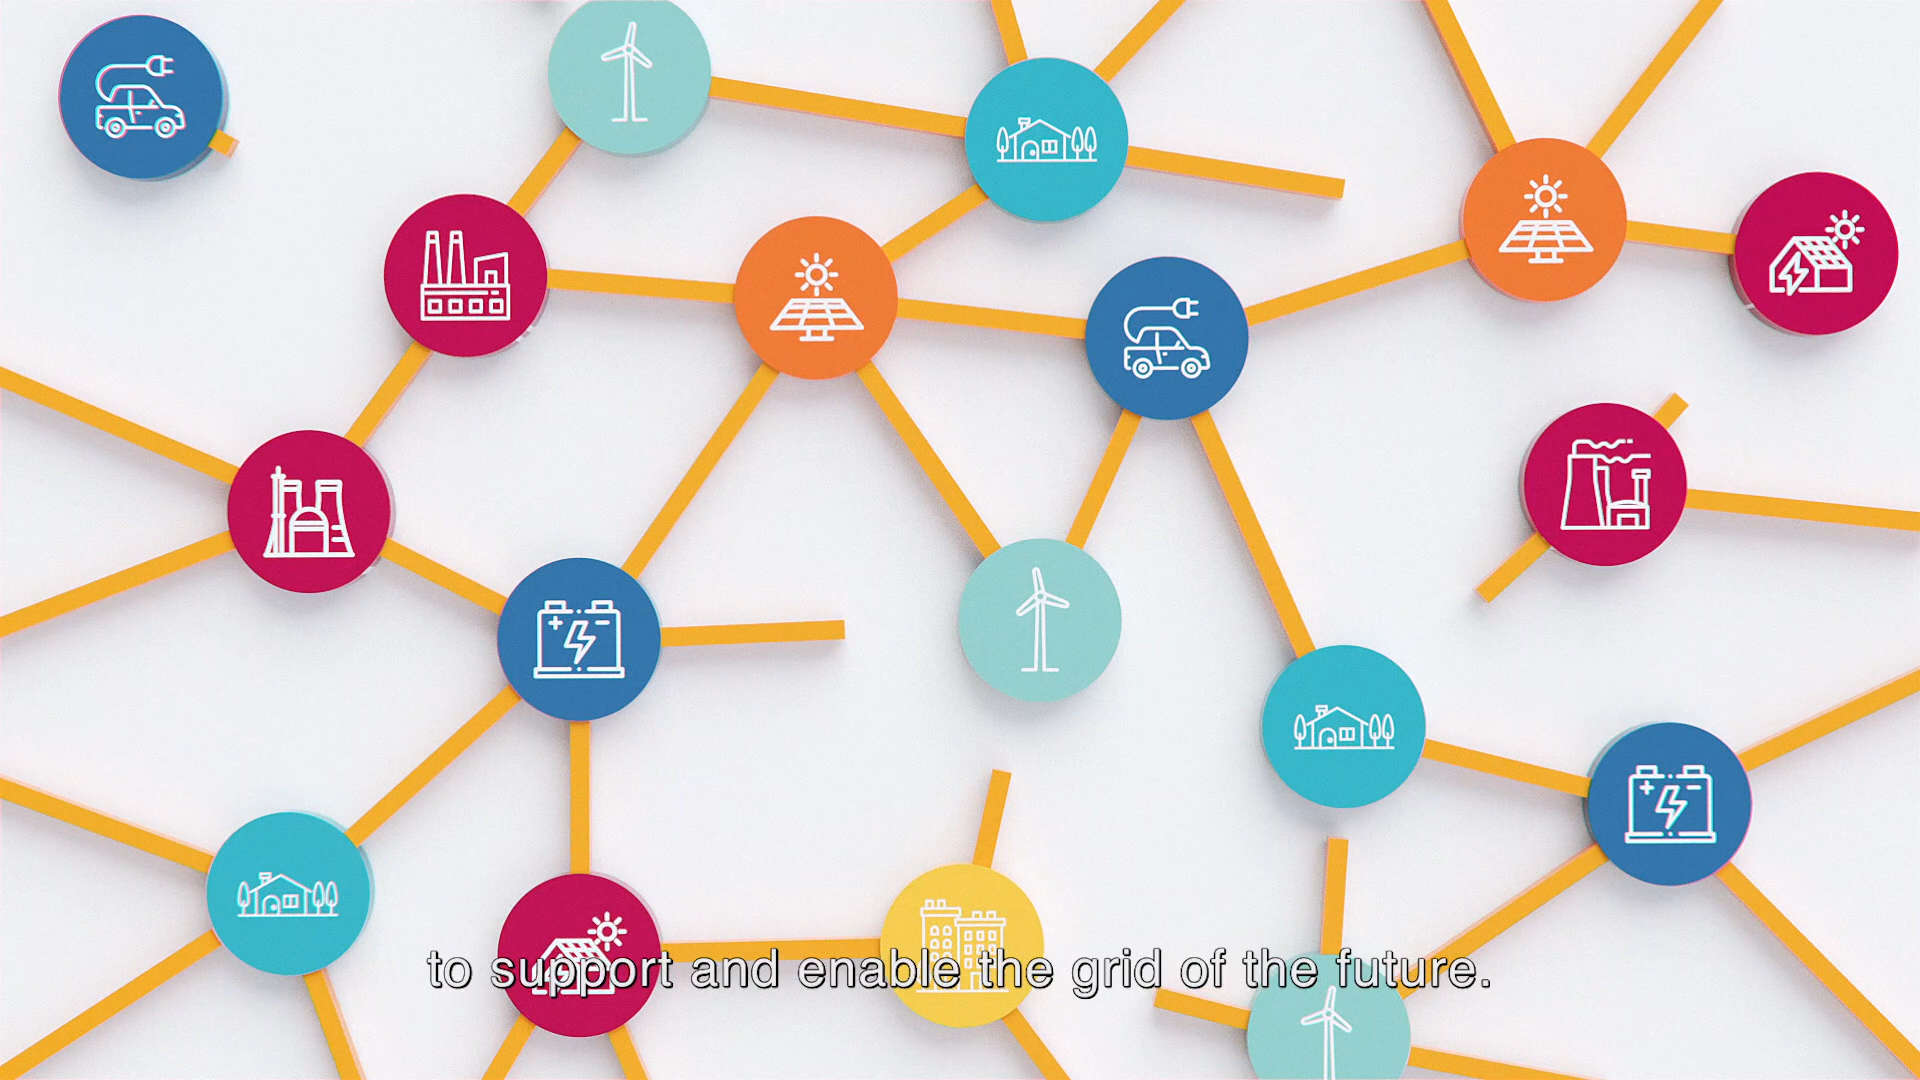 to support and enable the grid of the future.